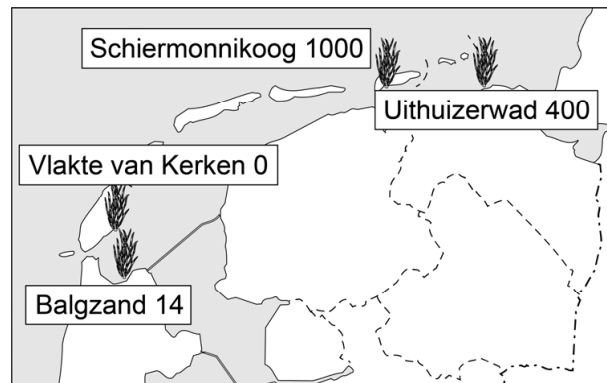 Schiermonnikoog 1000
Uithuizerwad 400
Vlakte van Kerken 0
Balgzand 14